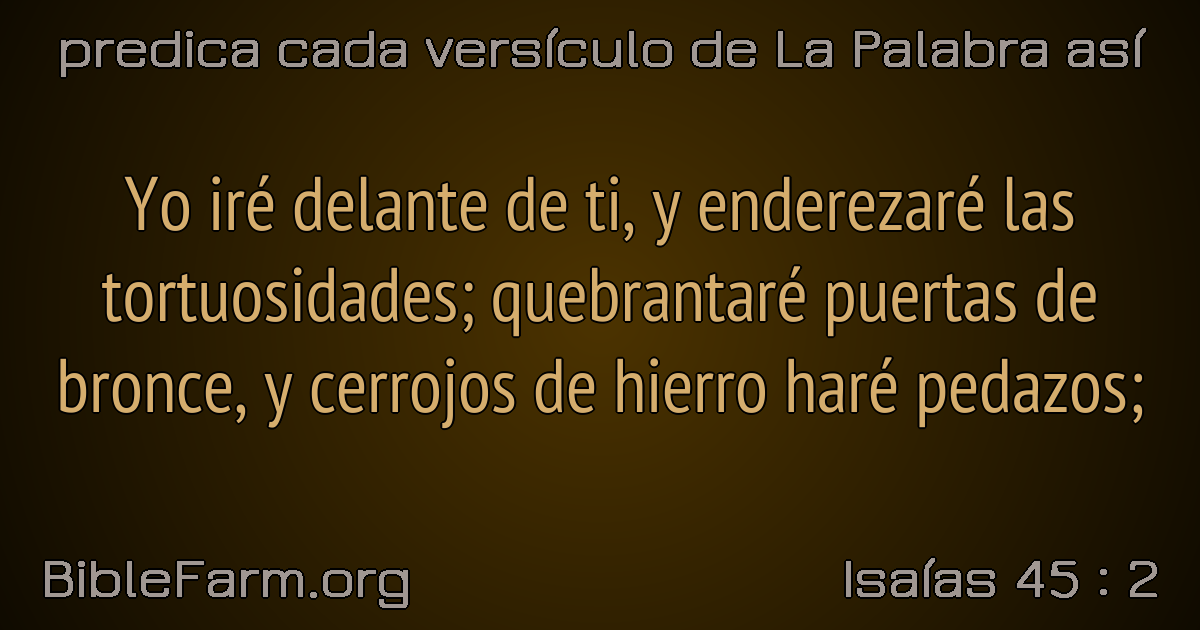 predica cada versículo de La Palabra así
Yo iré delante de ti, y enderezaré las
tortuosidades; quebrantaré puertas de
bronce, y cerrojos de hierro haré pedazos;
BibleFarm.org
Isaías 45 : 2